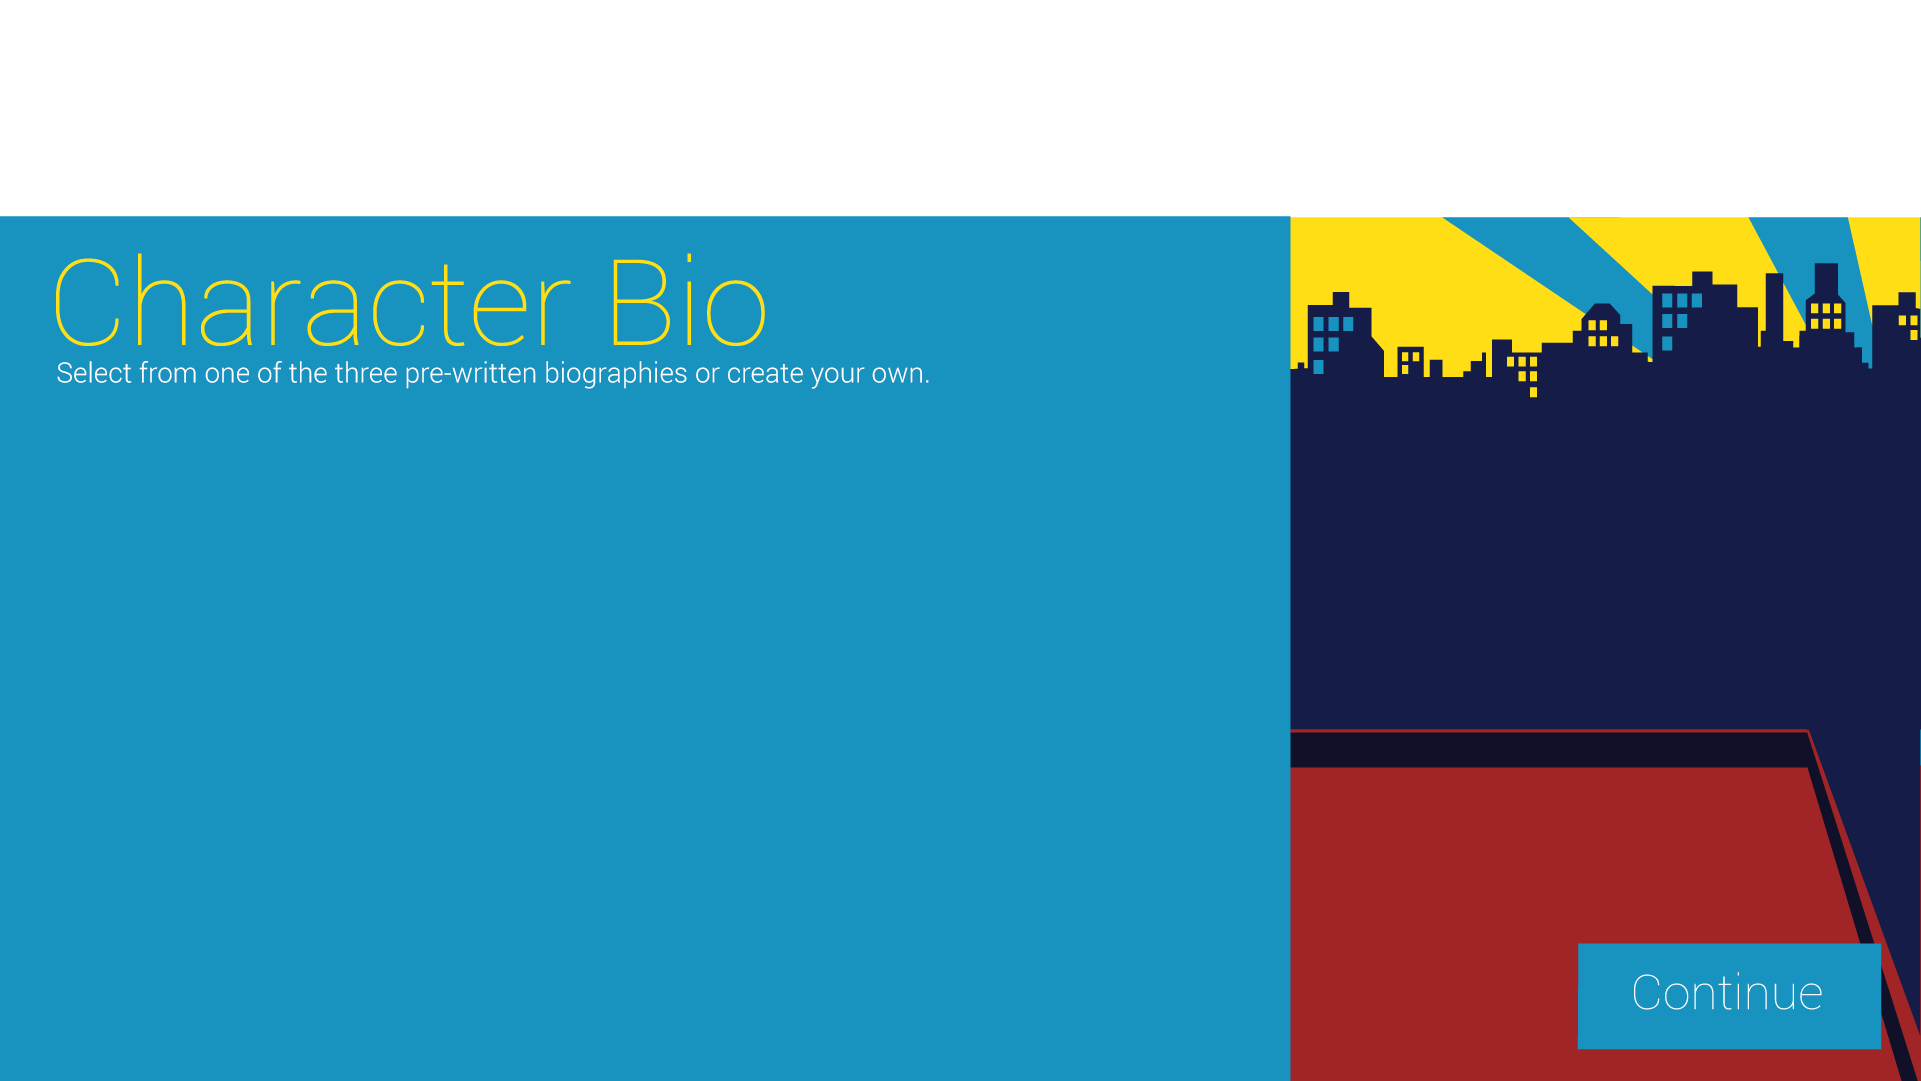 Character Bio
Select from one of the three pre-written biographies or create your own.
Continue